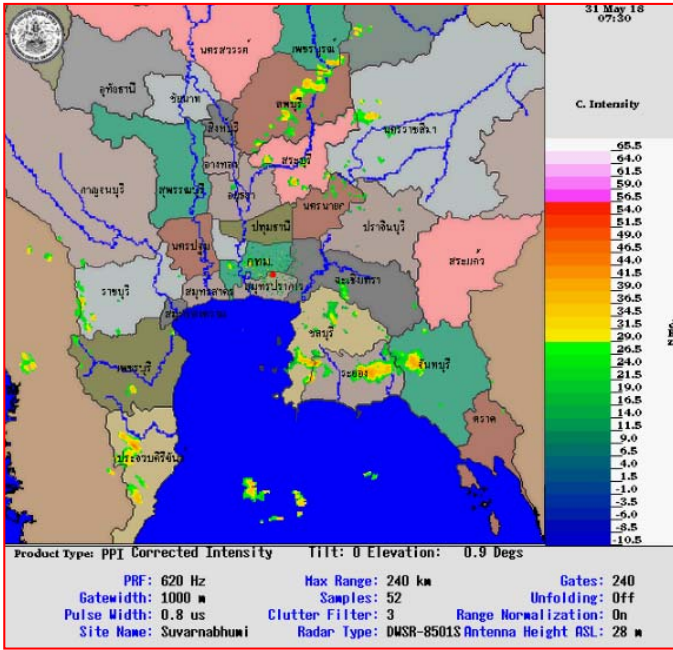 31 May 18
07:30
C. Intensity
นครสวรรค์
เพชรบูรณ์
อุทัยธานี
ชัยนาท
ลพบุรี
สิงหบุรี
นครราชสีมา
อ่างทอง
สระบุรี
กาญจนบุรี
สุพรรณบุรี
อยุธยา
นครนายก
ปทุมธานี
ปราจีนบุรี
นครปฐม
กทม.
สระแก้ว
ราชบุรี
สมุทรสาคร
สมุทรปราการ
ฉะเชิงเทรา
ชลบุรี
เพชรบุรี
ระยอง
จันทบุรี
ตราด
ประจวบคีรีขันธ์
65.5
64.0
61.5
59.0
56.5
54.0
51.5
49.0
46.5
44.0
41.5
39.0
36.5
34.0
31.5
29.0
26.5
24.0
21.5
19.0
16.5
14.0
11.5
9.0
6.5
4.0
1.5
-1.0
-3.5
-6.0
-8.5
-10.5
Product Type: PPI Corrected Intensity Tilt: 0 Elevation: 0.9 Degs
PRF: 620 Hz Max Range: 240 km Gates: 240
Gatewidth: 1000 m Samples: 52 Unfolding: Off
Pulse Width: 0.8 us Clutter Filter: 3 Range Normalization: On
Site Name: Suvarnabhumi Radar Type: DWSR-8501S Antenna Height ASL: 28 m